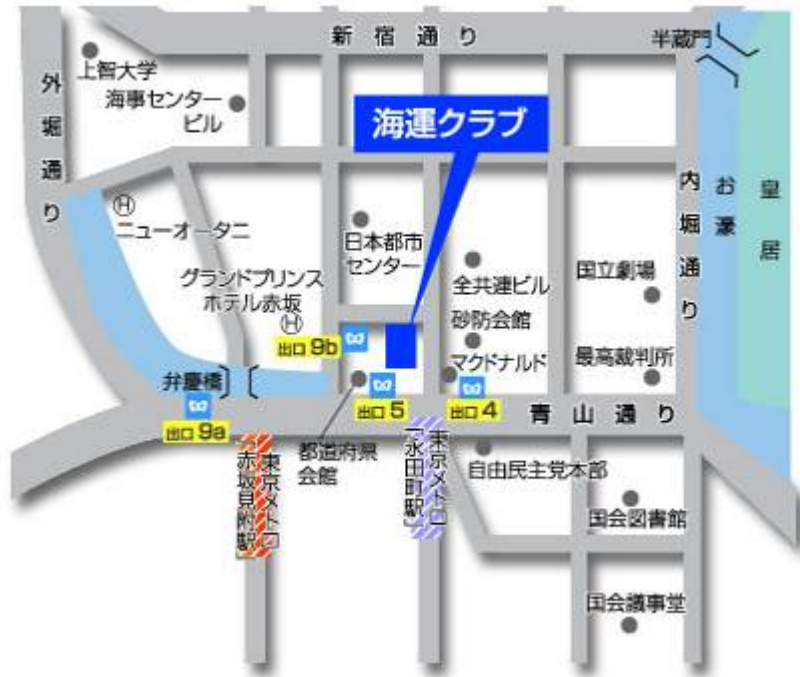 新宿通り
半蔵門
上智大学
海事センター
ビル
外堀通り
海運クラブ
内堀通り
お濠
皇居
Ⓗ
ニューオータニ
日本都市
センター
グランドプリンス
ホテル赤坂
Ⓗ
全共連ビル
国立劇場
砂防会館
出口9b
マクドナルド
最高裁判所
弁慶橋
出口9a
出口5
出口4
青山通り
都道府県
会館
東京メトロ
「赤坂見附駅」
東京メトロ
「永田町駅」
自由民主党本部
国会図書館
国会議事堂